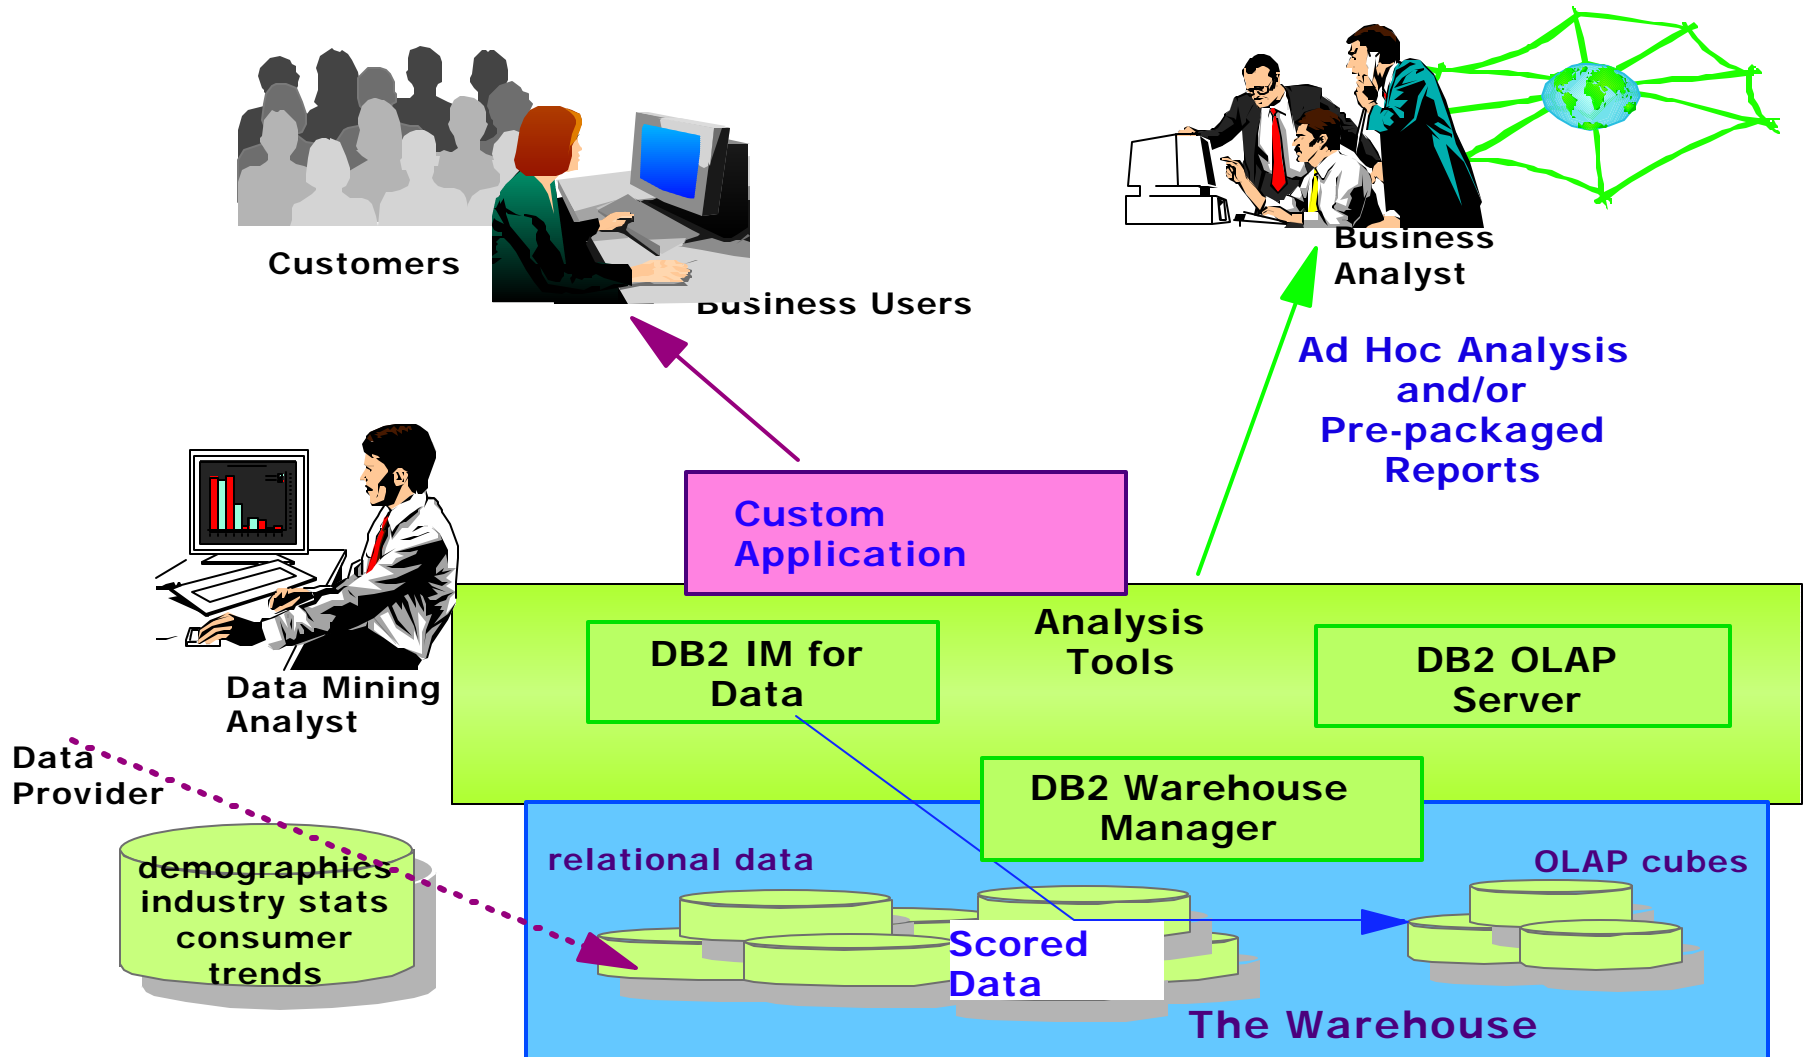 Customers
Business Users
Business
Analyst
Ad Hoc Analysis
and/or
Pre-packaged
Reports
Custom
Application
Analysis
Tools
DB2 IM for
Data
DB2 OLAP
Server
Data Mining
Analyst
Data
Provider
DB2 Warehouse
Manager
demographics
industry stats
consumer
trends
relational data
OLAP cubes
Scored
Data
The Warehouse